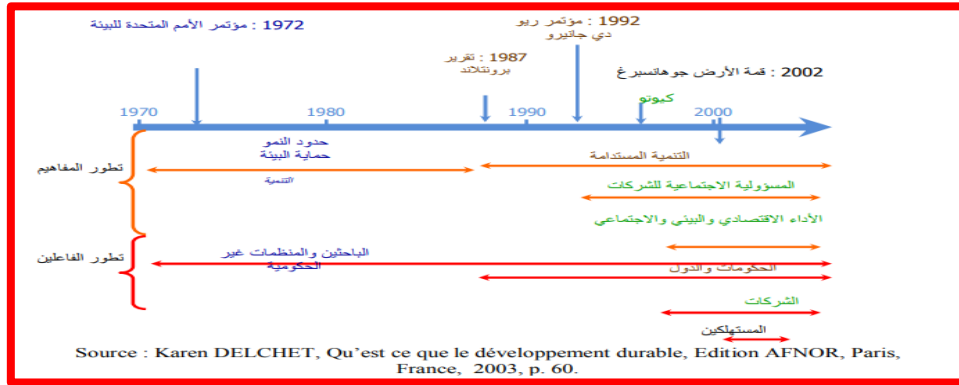 1972 : مؤتمر الأمم المتحدة للبيئة
1992 : مؤتمر ريو
دي جانيرو
1987 : تقرير
برونتلاند
2002 : قمة الأرض جوهانسبرغ
كيوتو
1970
1980
1990
2000
حدود النمو
حماية البيئة
التنمية
التنمية المستدامة
تطور المفاهيم
المسؤولية الاجتماعية للشركات
الأداء الاقتصادي والبيئي والاجتماعي
تطور الفاعلين
الباحثين والمنظمات غير
الحكومية
الحكومات والدول
الشركات
المستهلكين
Source : Karen DELCHET, Qu’est ce que le développement durable, Edition AFNOR, Paris,
France, 2003, p. 60.